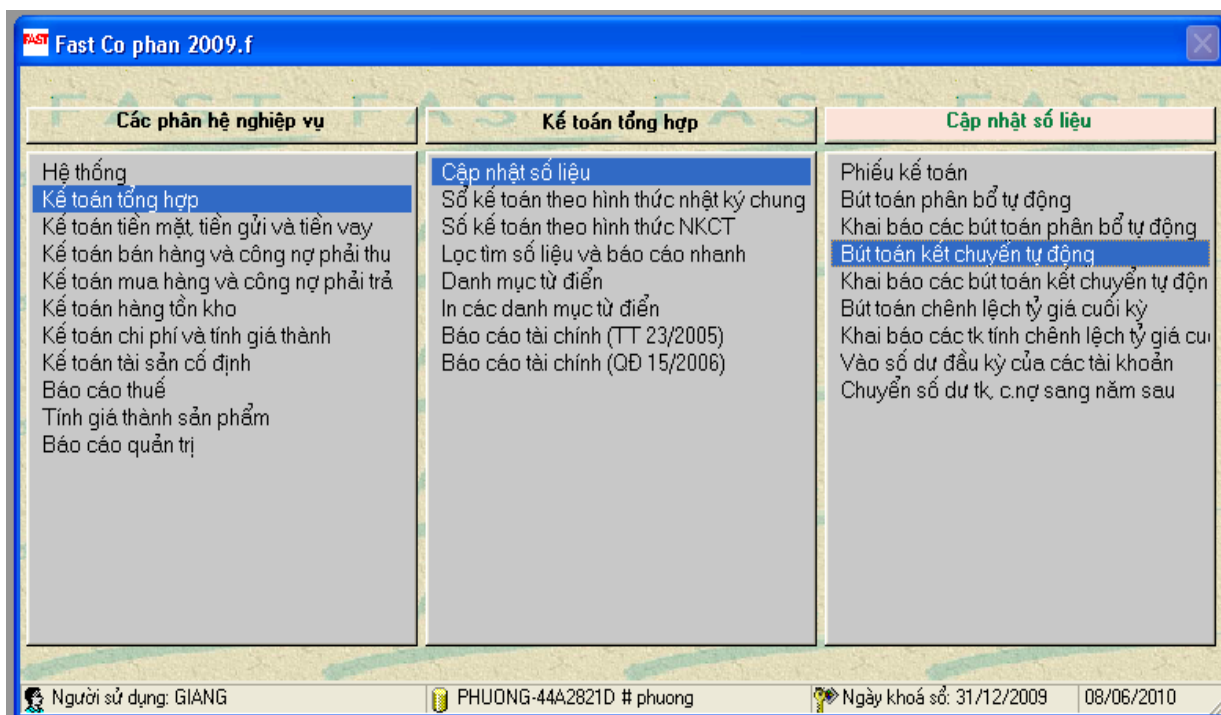 FAST Fast Co phan 2009.f
FAST FAST FAST
Các phân hệ nghiệp vụ
Hệ thống
Kế toán tổng hợp
Kế toán tiền mặt, tiền gửi và tiền vay
Kế toán bán hàng và công nợ phải thu
Kế toán mua hàng và công nợ phải trả
Kế toán hàng tồn kho
Kế toán chi phí và tính giá thành
Kế toán tài sản cố định
Báo cáo thuế
Tính giá thành sản phẩm
Báo cáo quản trị
Kế toán tổng hợp
Cập nhật số liệu
Sổ kế toán theo hình thức nhật ký chung
Số kế toán theo hình thức NKCT
Lọc tìm số liệu và báo cáo nhanh
Danh mục từ điển
In các danh mục từ điển
Báo cáo tài chính (TT 23/2005)
Báo cáo tài chính (QĐ 15/2006)
Cập nhật số liệu
Phiếu kế toán
Bút toán phân bổ tự động
Khai báo các bút toán phân bổ tự động
Bút toán kết chuyển tự động
Khai báo các bút toán kết chuyển tự độn
Bút toán chênh lệch tỷ giá cuối kỳ
Khai báo các tk tính chênh lệch tỷ giá cu
Vào số dư đầu kỳ của các tài khoản
Chuyển số dư tk, c.nợ sang năm sau
Người sử dụng: GIANG
PHUONG-44A2821D # phuong
Ngày khoá sổ: 31/12/2009
08/06/2010